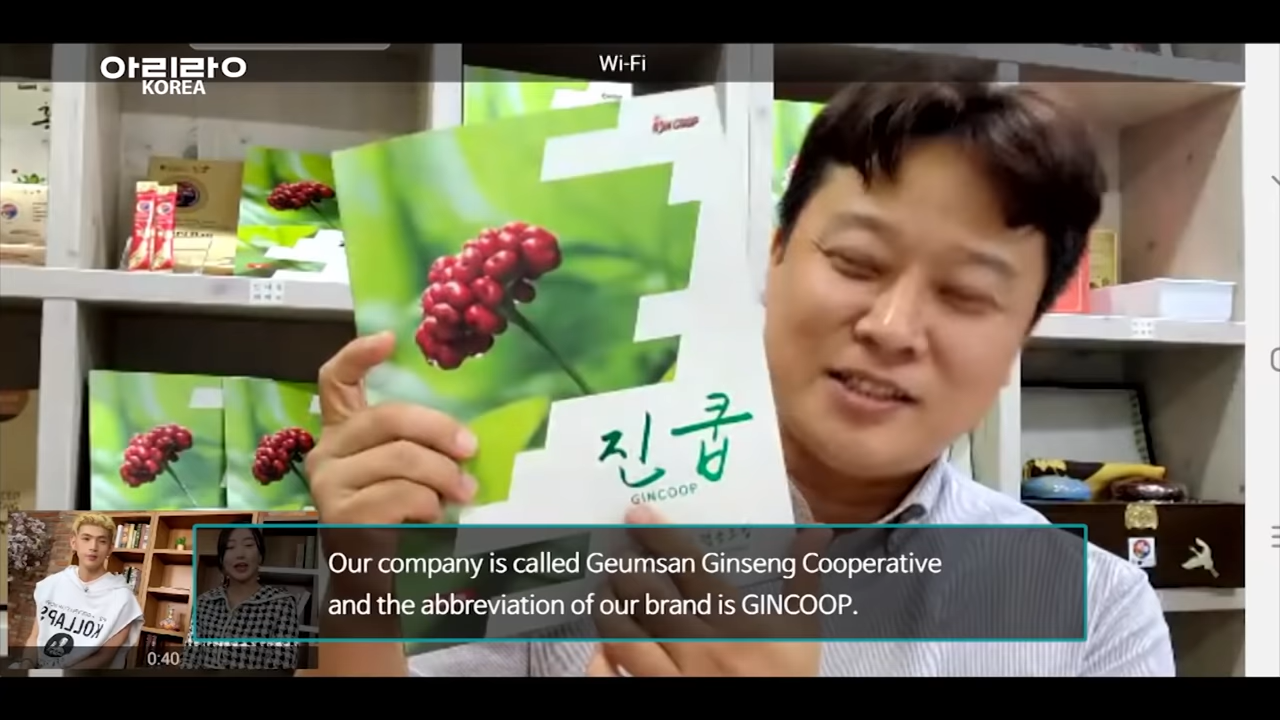 아리랑
KOREA
Wi-Fi
GINCOOP
진쿱
GINCOOP
Our company is called Geumsan Ginseng Cooperative
and the abbreviation of our brand is GINCOOP.
KOLLAPS
0:40